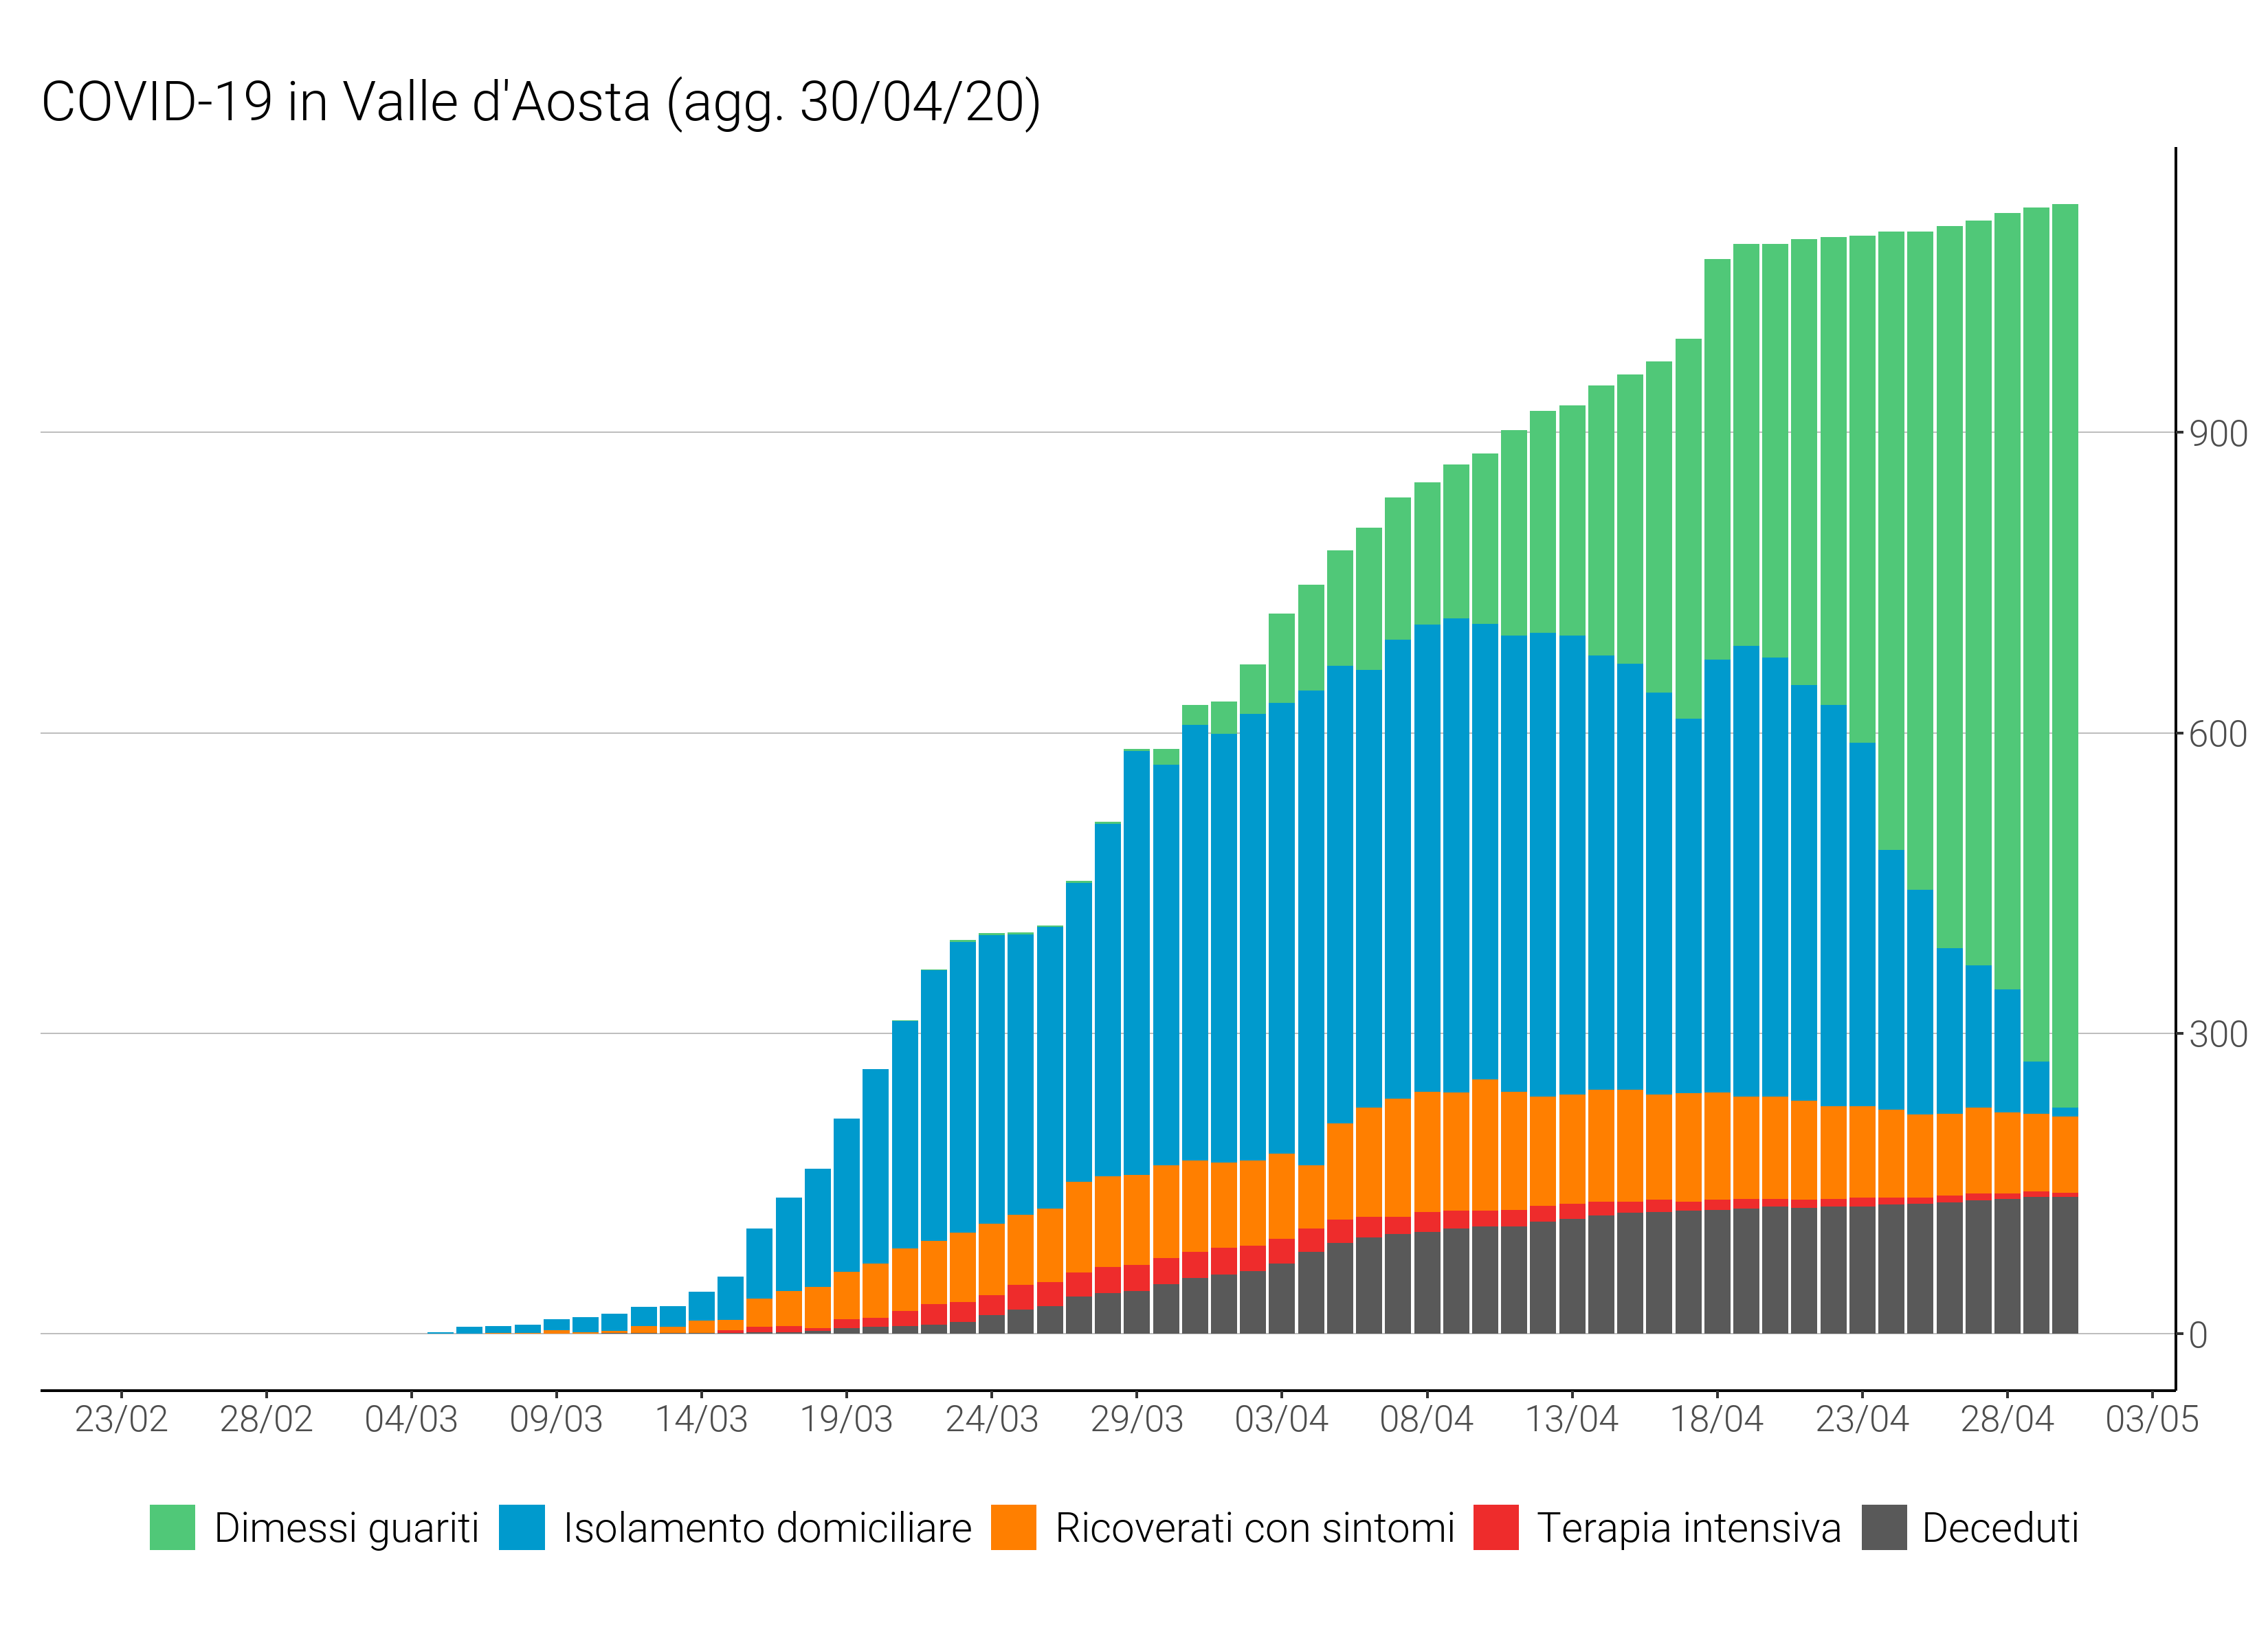 COVID-19 in Valle d'Aosta (agg. 30/04/20)
900
600
300
0
23/02 28/02 04/03 09/03 14/03 19/03 24/03 29/03 03/04 08/04 13/04 18/04 23/04 28/04 03/05
Dimessi guariti Isolamento domiciliare Ricoverati con sintomi Terapia intensiva Deceduti